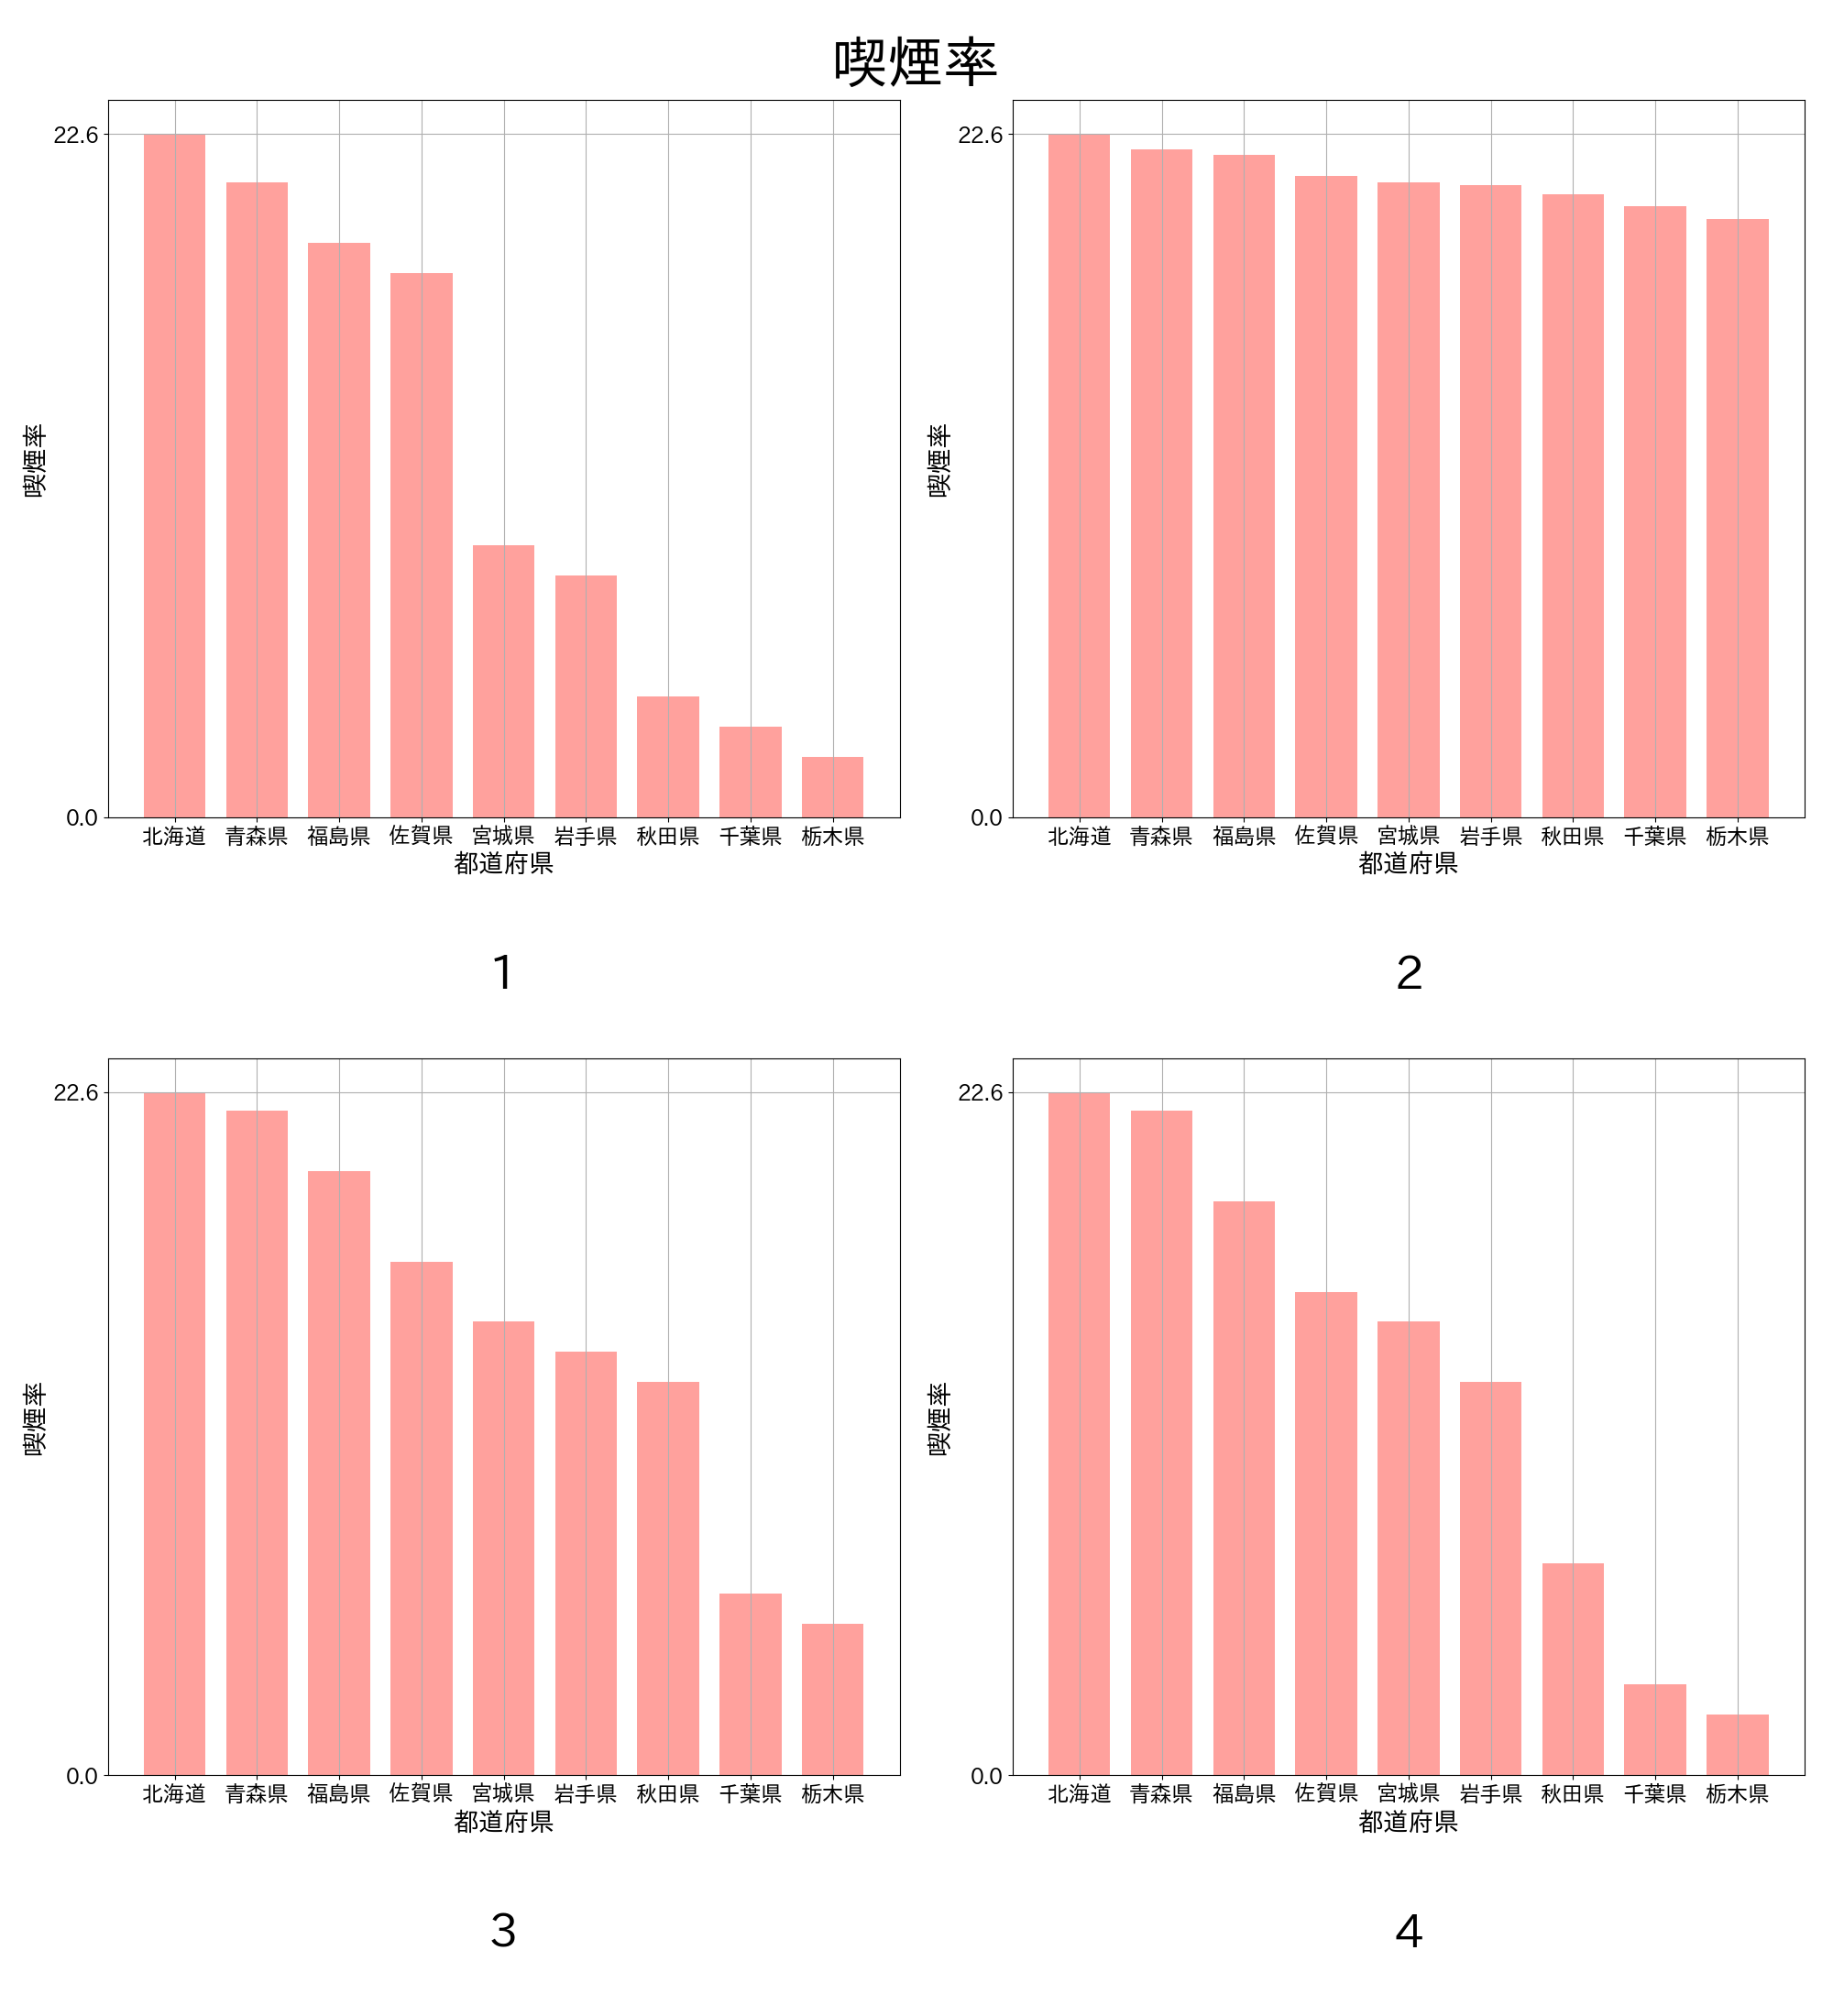 喫煙率
22.6
0.0
喫煙率
北海道 青森県 福島県 佐賀県 宮城県 岩手県 秋田県 千葉県 栃木県
都道府県
1
22.6
0.0
喫煙率
北海道 青森県 福島県 佐賀県 宮城県 岩手県 秋田県 千葉県 栃木県
都道府県
2
22.6
0.0
喫煙率
北海道 青森県 福島県 佐賀県 宮城県 岩手県 秋田県 千葉県 栃木県
都道府県
3
22.6
0.0
喫煙率
北海道 青森県 福島県 佐賀県 宮城県 岩手県 秋田県 千葉県 栃木県
都道府県
4